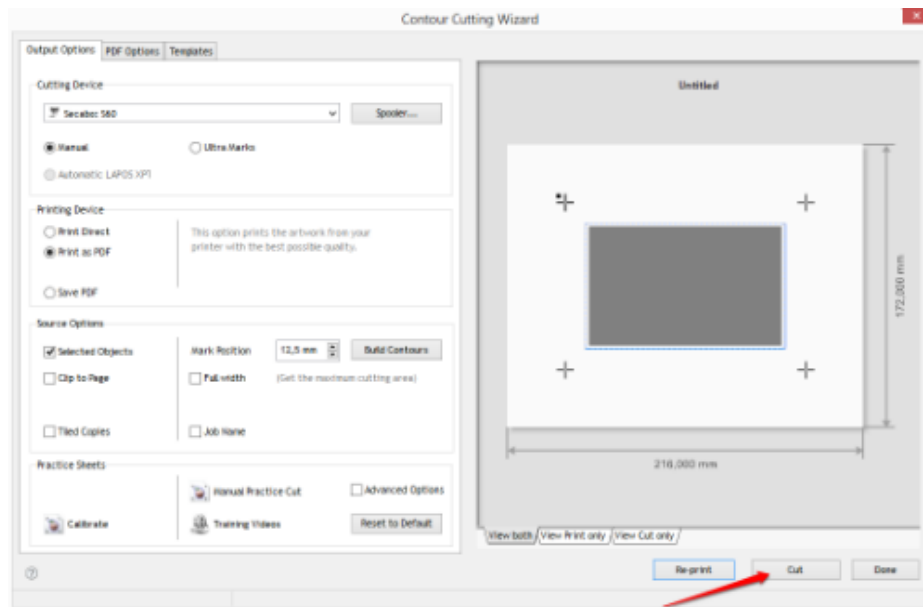 Contour Cutting Wizard
Output Options PDF Options Templates
Cutting Device
Secabo: S60 Spooler....
Manual Ultra Marks
Automatic LAPOS XPT
Printing Device
Print Direct
Print as PDF
This option prints the artwork from your
printer with the best possible quality.
Save PDF
Source Options
Selected Objects Mark Position 12,5 mm Build Contours
Clip to Page Full width (Get the maximum cutting area)
Tiled Copies Job Name
Practice Sheets
Manual Practice Cut Advanced Options
Calibrate Training Videos Reset to Default
Untitled
172,000 mm
216,000 mm
View both View Print only View Cut only
Re-print Cut Done